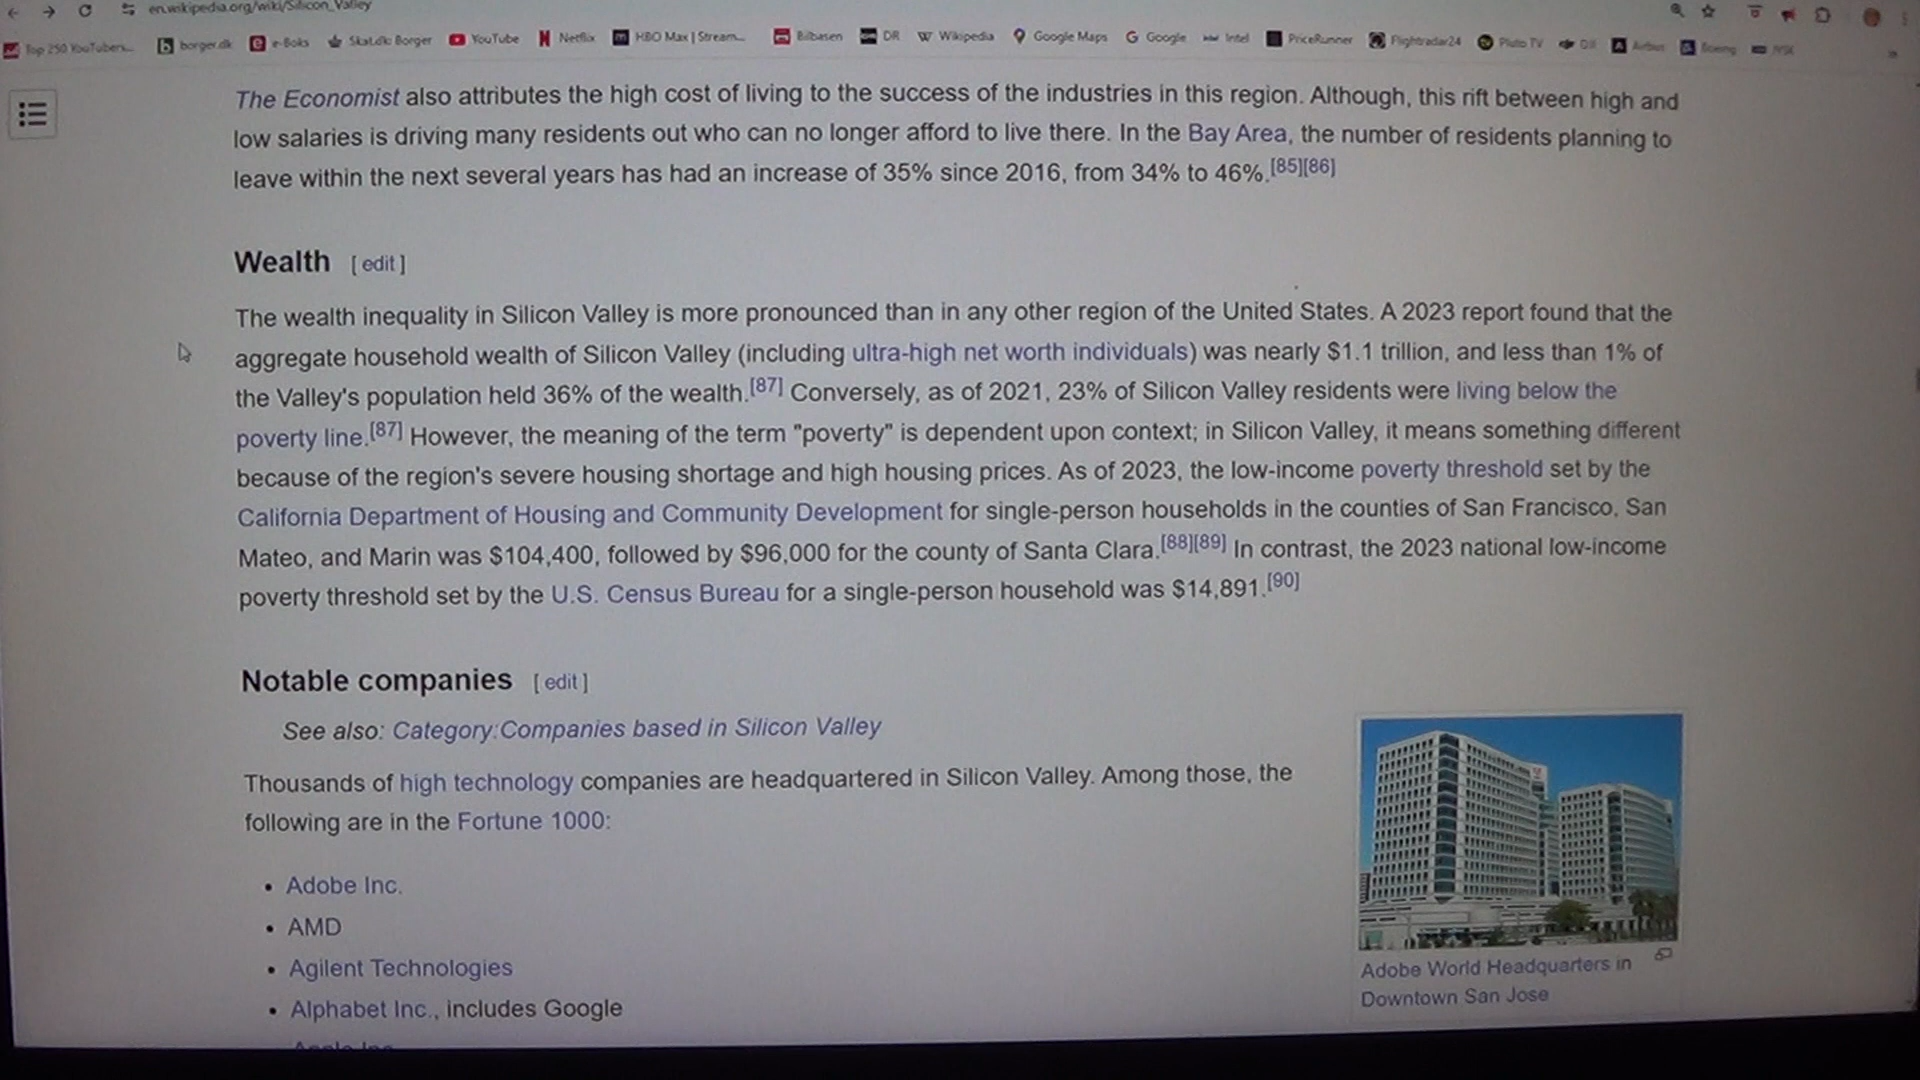 en.wikipedia.org/wiki/Silicon_Valley
Top 250 YouTubers... borger.dk e-Boks Skat.dk: Borger YouTube Netflix HBO Max | Stream... Bilbasen DR Wikipedia Google Maps Google Intel PriceRunner Flightradar24 Pluto TV DJI Airbus Boeing
The Economist also attributes the high cost of living to the success of the industries in this region. Although, this rift between high and
low salaries is driving many residents out who can no longer afford to live there. In the Bay Area, the number of residents planning to
leave within the next several years has had an increase of 35% since 2016, from 34% to 46%.[85][86]
Wealth [ edit ]
The wealth inequality in Silicon Valley is more pronounced than in any other region of the United States. A 2023 report found that the
aggregate household wealth of Silicon Valley (including ultra-high net worth individuals) was nearly $1.1 trillion, and less than 1% of
the Valley's population held 36% of the wealth.[87] Conversely, as of 2021, 23% of Silicon Valley residents were living below the
poverty line.[87] However, the meaning of the term "poverty" is dependent upon context; in Silicon Valley, it means something different
because of the region's severe housing shortage and high housing prices. As of 2023, the low-income poverty threshold set by the
California Department of Housing and Community Development for single-person households in the counties of San Francisco, San
Mateo, and Marin was $104,400, followed by $96,000 for the county of Santa Clara.[88][89] In contrast, the 2023 national low-income
poverty threshold set by the U.S. Census Bureau for a single-person household was $14,891.[90]
Notable companies [ edit ]
See also: Category:Companies based in Silicon Valley
Thousands of high technology companies are headquartered in Silicon Valley. Among those, the
following are in the Fortune 1000:
• Adobe Inc.
• AMD
• Agilent Technologies
• Alphabet Inc., includes Google
Apple Inc.
Adobe World Headquarters in
Downtown San Jose